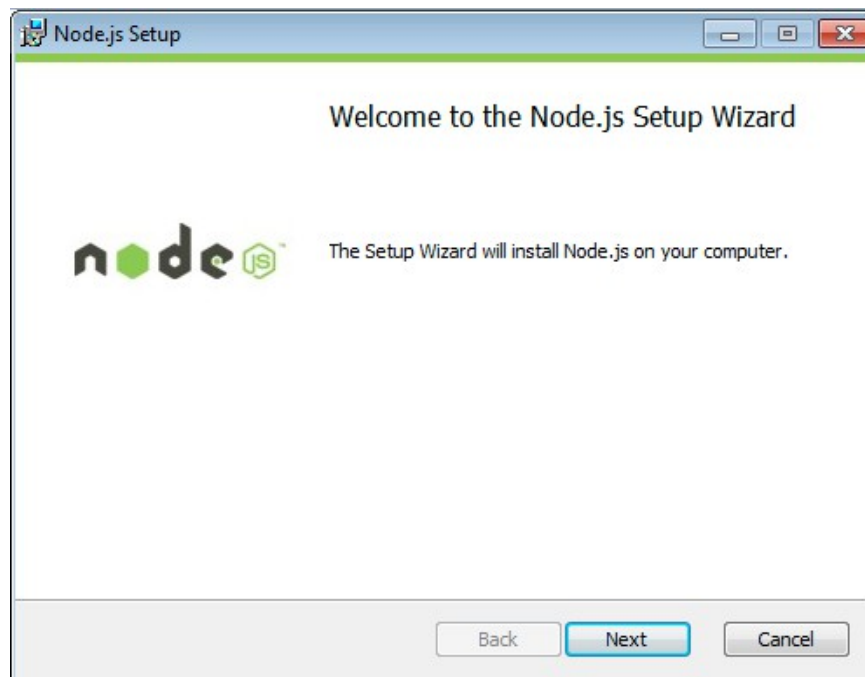 Node.js Setup
Welcome to the Node.js Setup Wizard
node JS™
The Setup Wizard will install Node.js on your computer.
Back Next Cancel